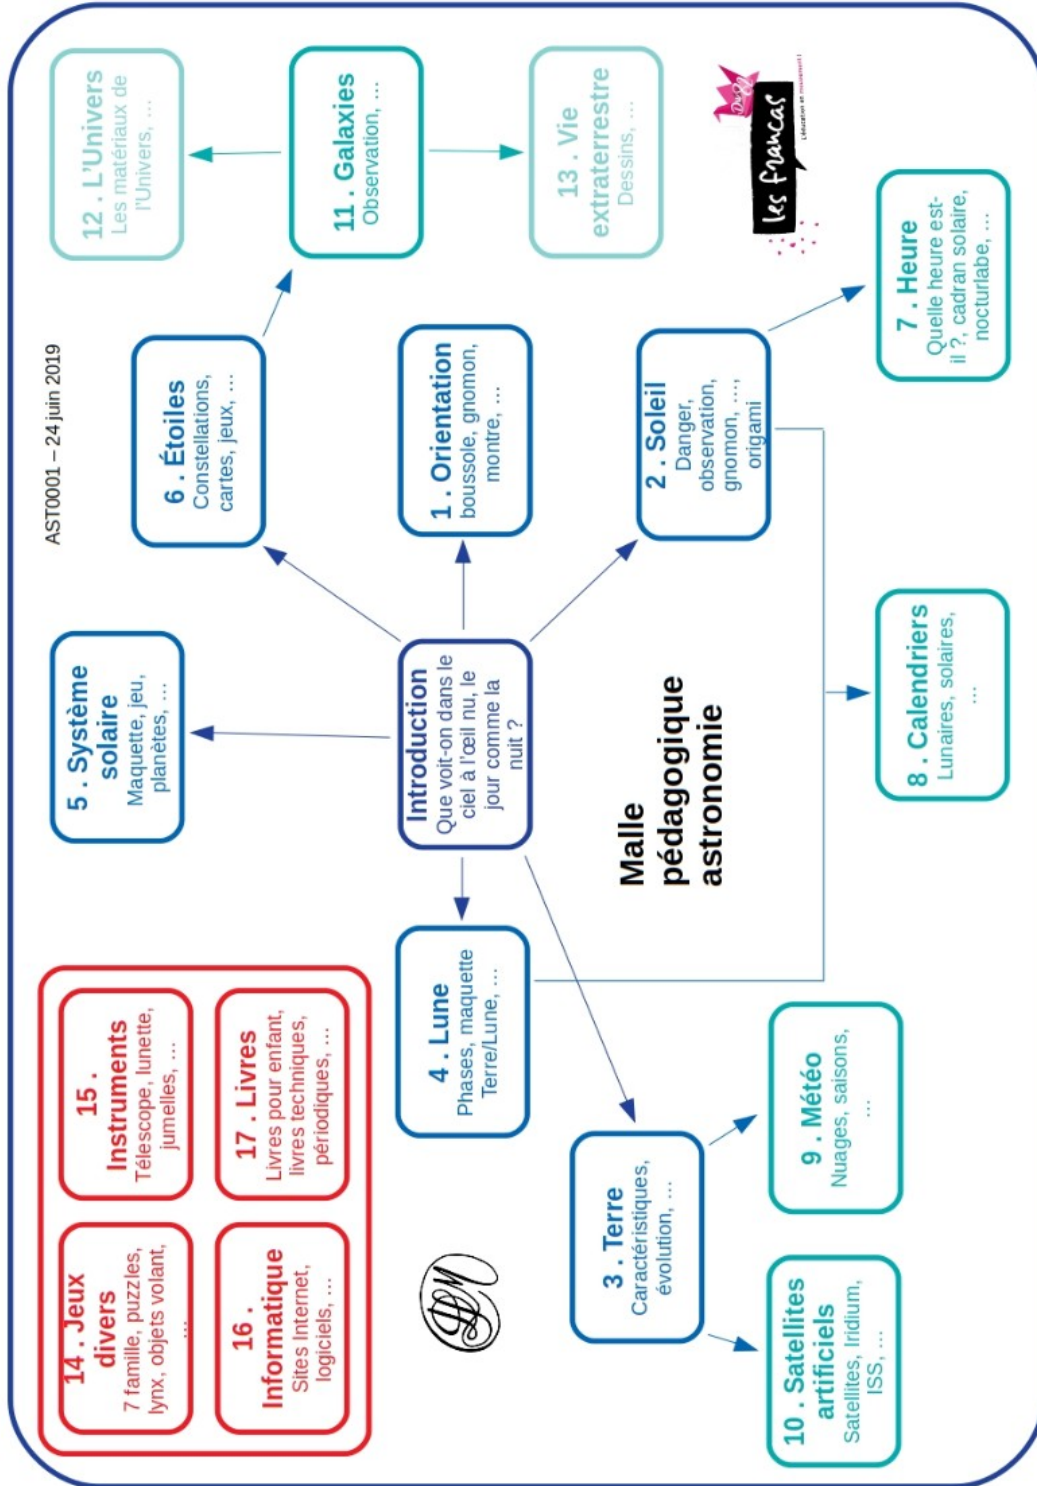 AST0001 – 24 juin 2019
14 . Jeux
divers
7 famille, puzzles,
lynx, objets volant,
...
15 .
Instruments
Télescope, lunette,
jumelles, ...
16 .
Informatique
Sites Internet,
logiciels, ...
17 . Livres
Livres pour enfant,
livres techniques,
périodiques, ...
5 . Système
solaire
Maquette, jeu,
planètes, ...
6 . Étoiles
Constellations,
cartes, jeux, ...
12 . L'Univers
Les matériaux de
l'Univers, ...
11 . Galaxies
Observation, ...
13 . Vie
extraterrestre
Dessins, ...
4 . Lune
Phases, maquette
Terre/Lune, ...
Introduction
Que voit-on dans le
ciel à l'œil nu, le
jour comme la
nuit ?
1 . Orientation
boussole, gnomon,
montre, ...
3 . Terre
Caractéristiques,
évolution, ...
Malle
pédagogique
astronomie
2 . Soleil
Danger,
observation,
gnomon, ...,
origami
les francas
Du 22
L'éducation en mouvement !
10 . Satellites
artificiels
Satellites, Iridium,
ISS, ...
9 . Météo
Nuages, saisons,
...
8 . Calendriers
Lunaires, solaires,
...
7 . Heure
Quelle heure est-
il ?, cadran solaire,
nocturlabe, ...